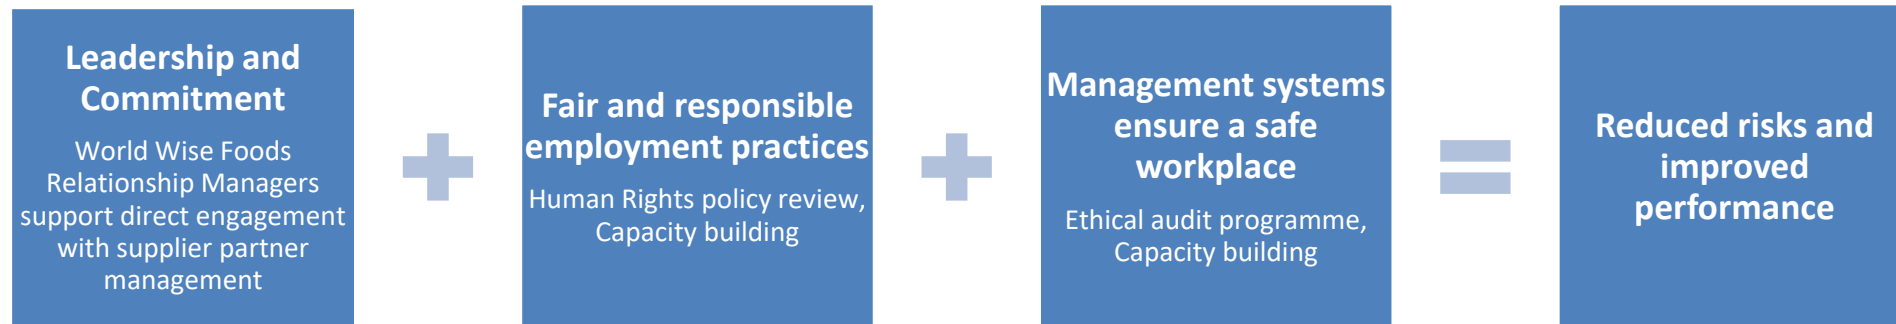 Leadership and
Commitment
World Wise Foods
Relationship Managers
support direct engagement
with supplier partner
management
Fair and responsible
employment practices
Human Rights policy review,
Capacity building
Management systems
ensure a safe
workplace
Ethical audit programme,
Capacity building
Reduced risks and
improved
performance